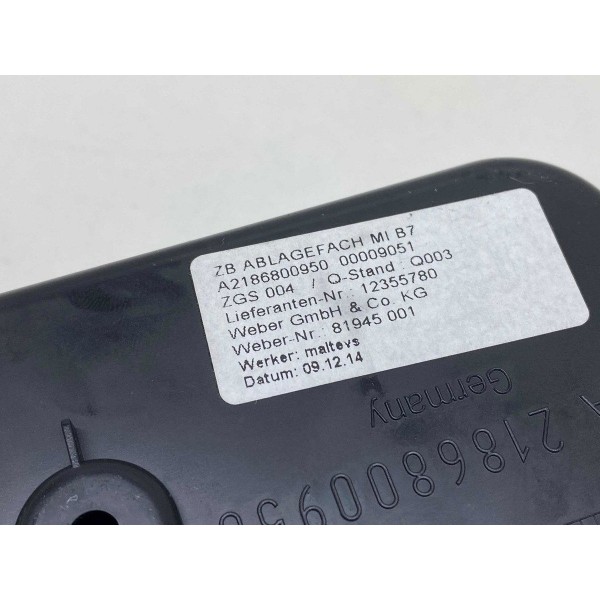 ZB ABLAGEFACH MI B7
A2186800950 00009051
ZGS 004 / Q-Stand : Q003
Lieferanten-Nr.: 12355780
Weber GmbH & Co. KG
Weber-Nr.: 81945 001
Werker: maltevs
Datum: 09.12.14
Germany
A 218680095